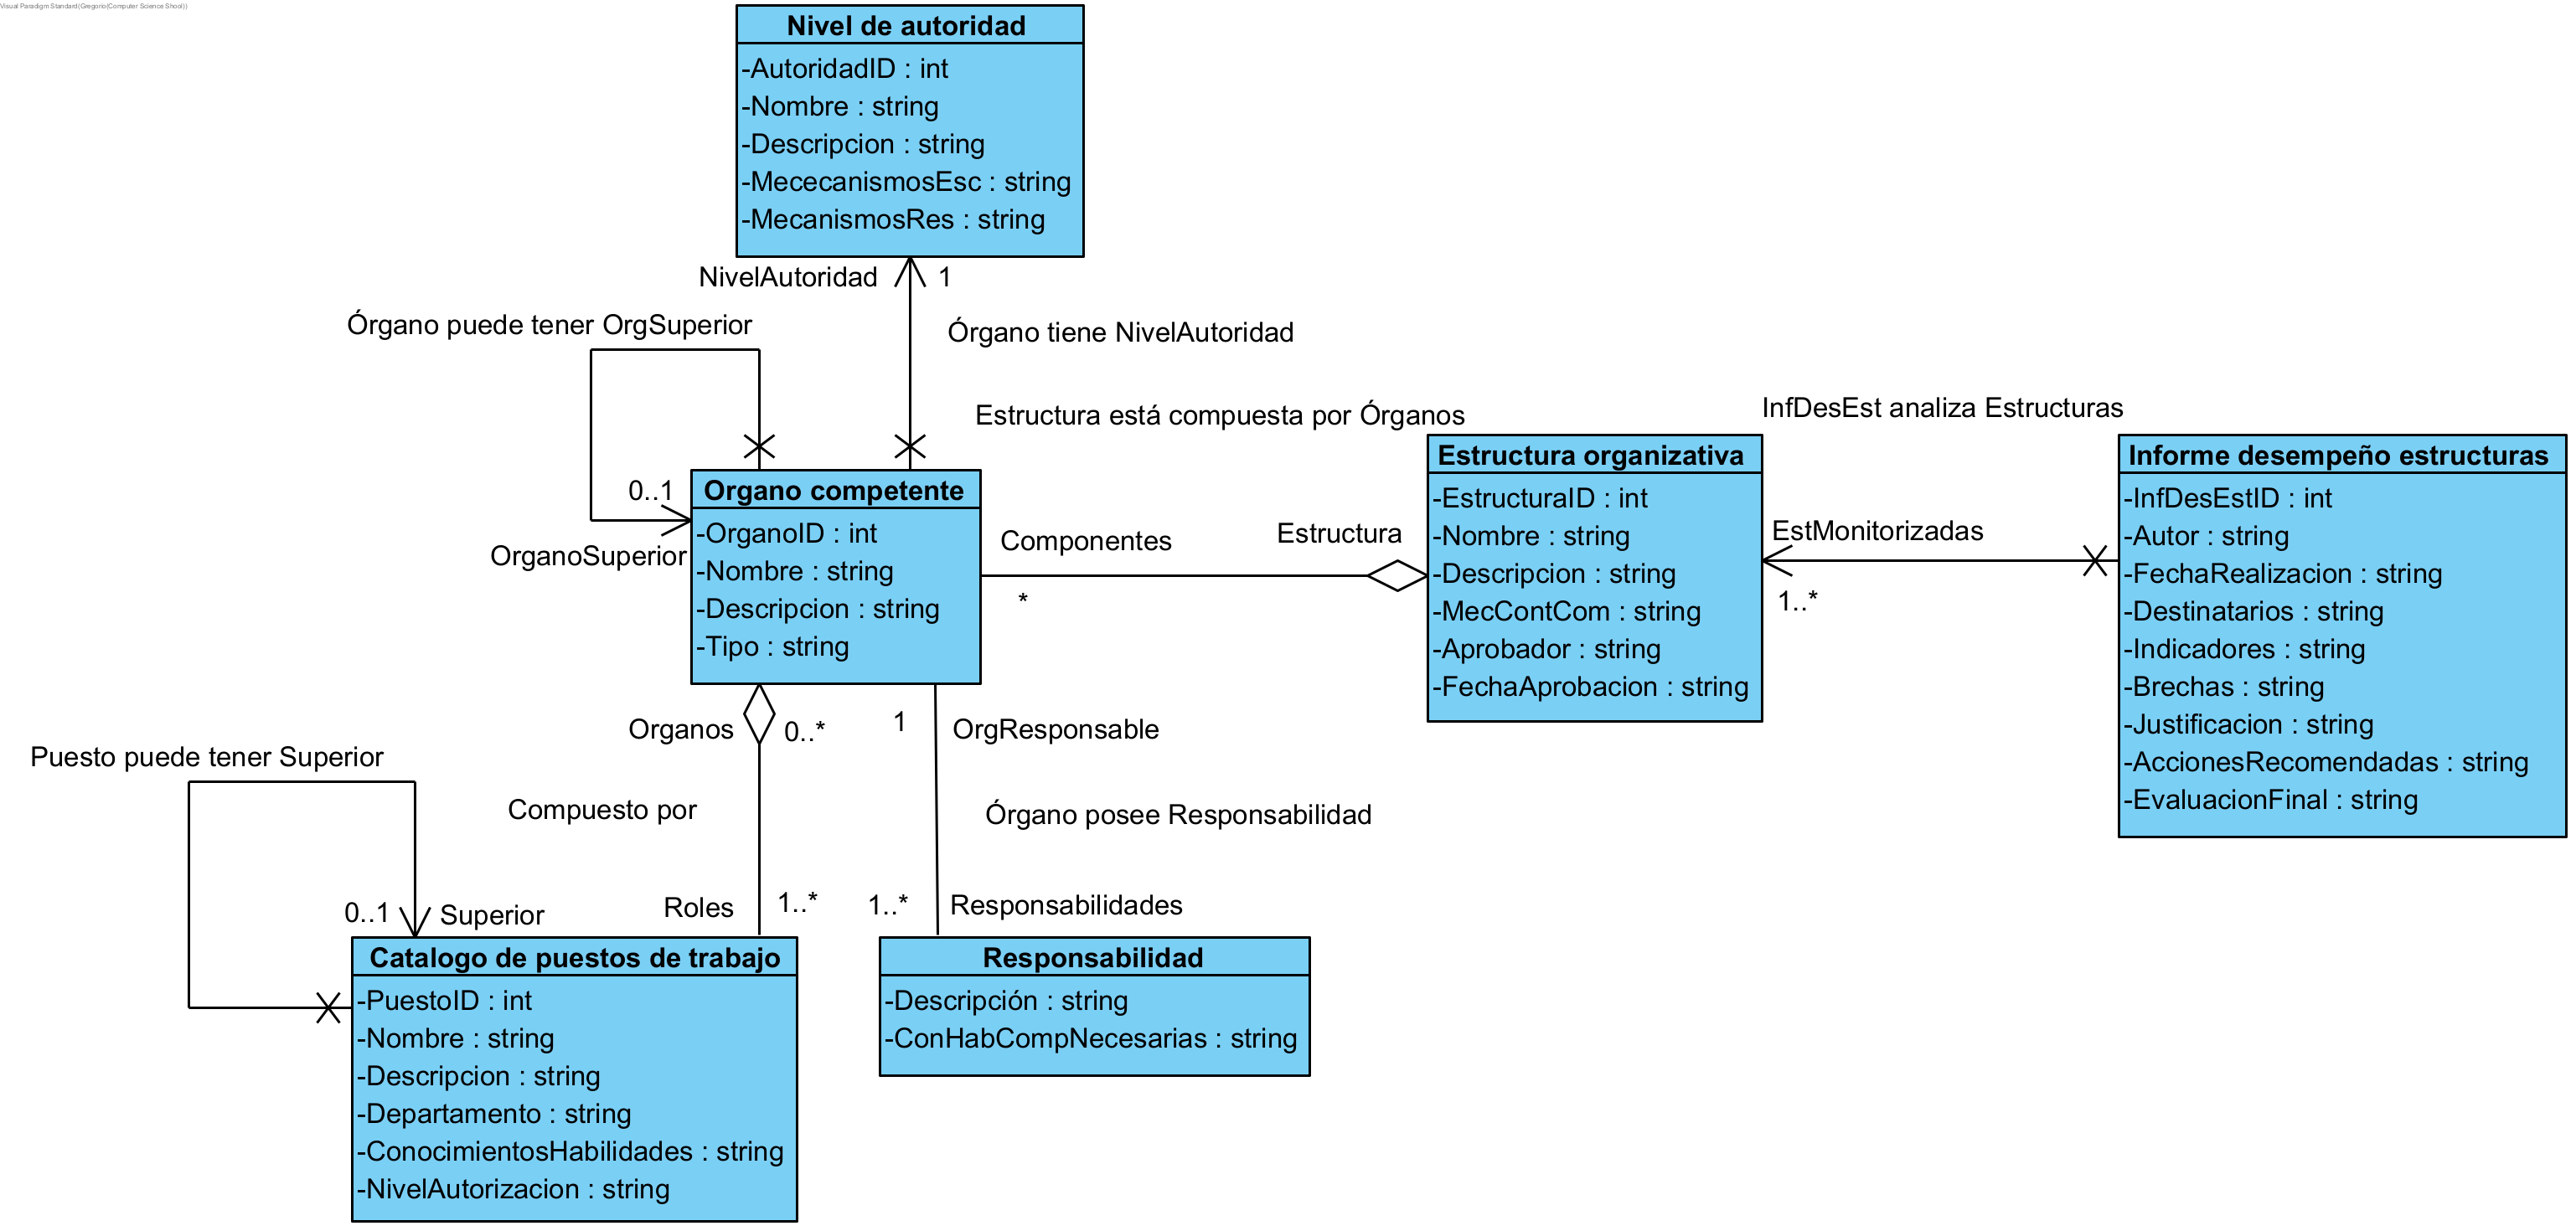 Visual Paradigm Standard(Gregorio(Computer Science Shool))
Nivel de autoridad
-AutoridadID : int
-Nombre : string
-Descripcion : string
-MececanismosEsc : string
-MecanismosRes : string
NivelAutoridad
1
Órgano puede tener OrgSuperior
Órgano tiene NivelAutoridad
Estructura está compuesta por Órganos
InfDesEst analiza Estructuras
0..1
OrganoSuperior
Organo competente
-OrganoID : int
-Nombre : string
-Descripcion : string
-Tipo : string
Componentes
*
Estructura
Estructura organizativa
-EstructuraID : int
-Nombre : string
-Descripcion : string
-MecContCom : string
-Aprobador : string
-FechaAprobacion : string
EstMonitorizadas
1..*
Informe desempeño estructuras
-InfDesEstID : int
-Autor : string
-FechaRealizacion : string
-Destinatarios : string
-Indicadores : string
-Brechas : string
-Justificacion : string
-AccionesRecomendadas : string
-EvaluacionFinal : string
Organos
0..*
1
OrgResponsable
Puesto puede tener Superior
Compuesto por
Órgano posee Responsabilidad
0..1
Superior
Roles
1..*
1..*
Responsabilidades
Catalogo de puestos de trabajo
-PuestoID : int
-Nombre : string
-Descripcion : string
-Departamento : string
-ConocimientosHabilidades : string
-NivelAutorizacion : string
Responsabilidad
-Descripción : string
-ConHabCompNecesarias : string